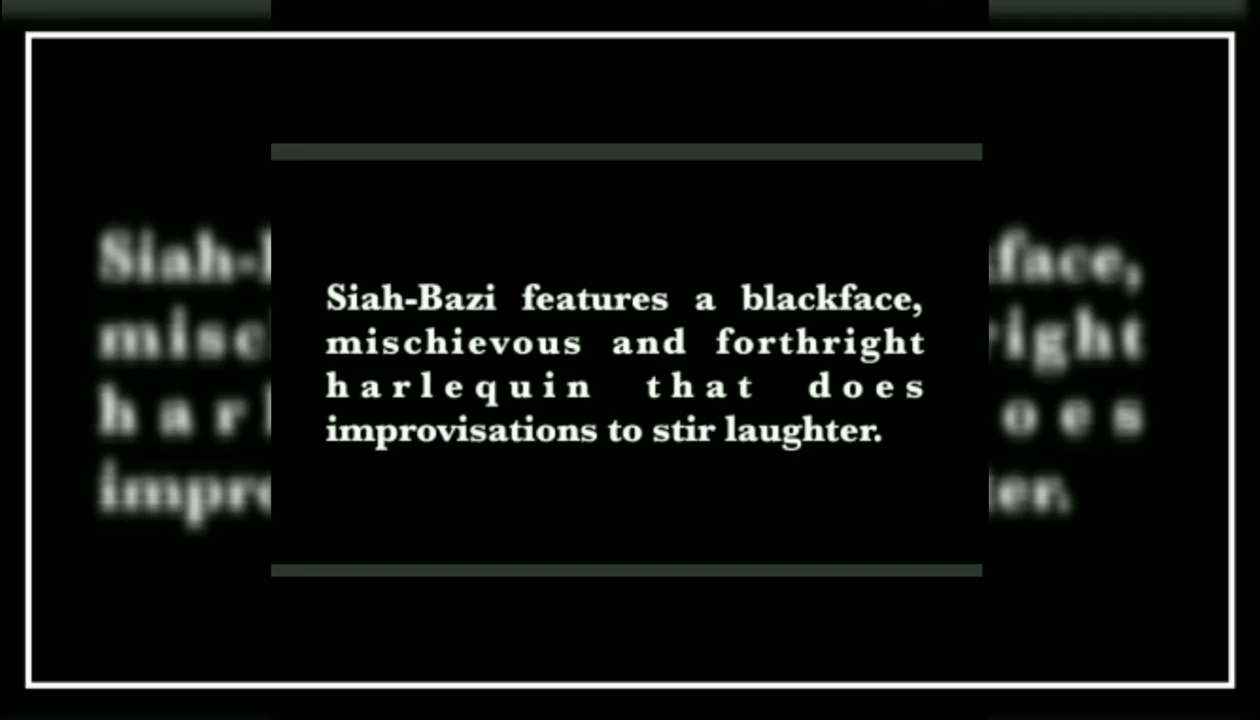 Siah-Bazi features a blackface,
mischievous and forthright
harlequin that does
improvisations to stir laughter.